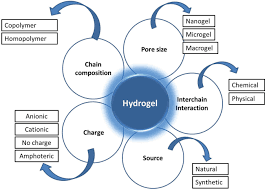 Copolymer
Homopolymer
Chain
composition
Pore size
Nanogel
Microgel
Macrogel
Hydrogel
Interchain
Interaction
Chemical
Physical
Anionic
Cationic
No charge
Amphoteric
Charge
Source
Natural
Synthetic